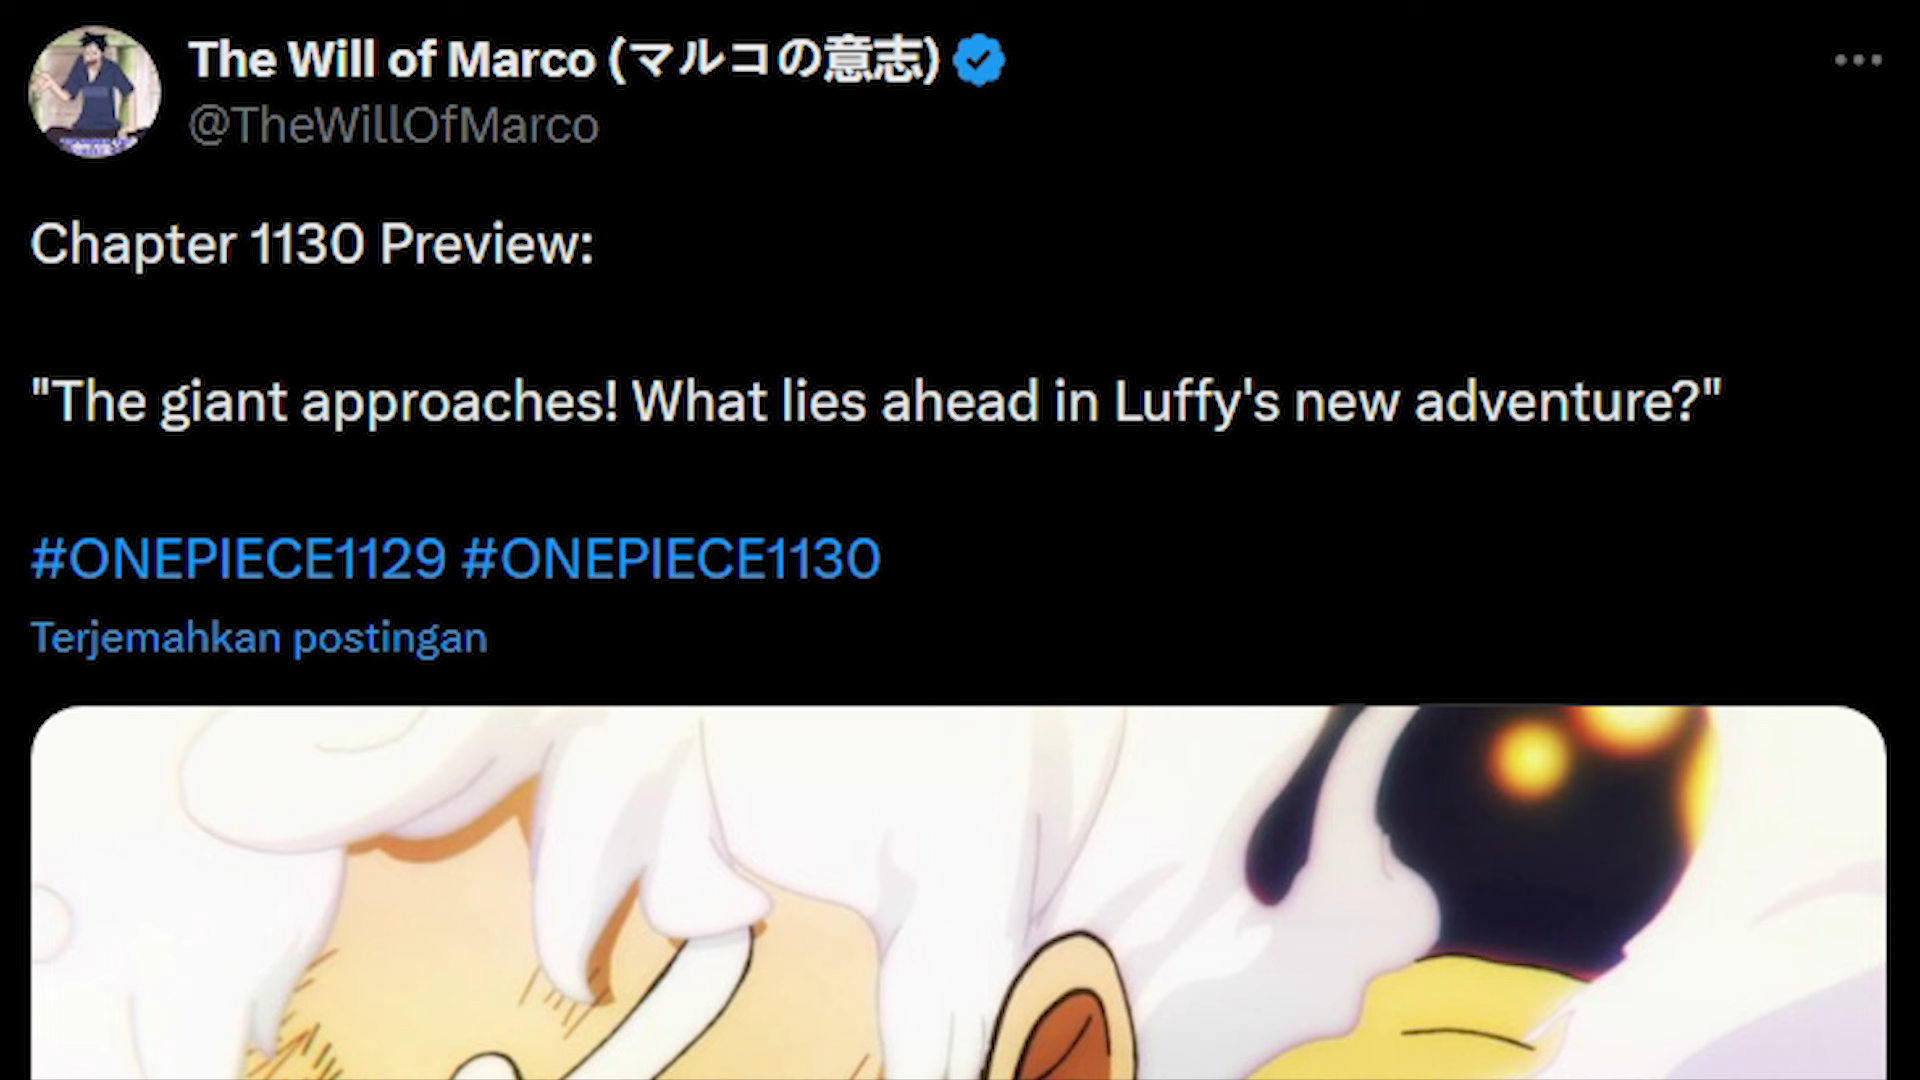 The Will of Marco (マルコの意志)
@TheWillOfMarco
Chapter 1130 Preview:
"The giant approaches! What lies ahead in Luffy's new adventure?"
#ONEPIECE1129 #ONEPIECE1130
Terjemahkan postingan